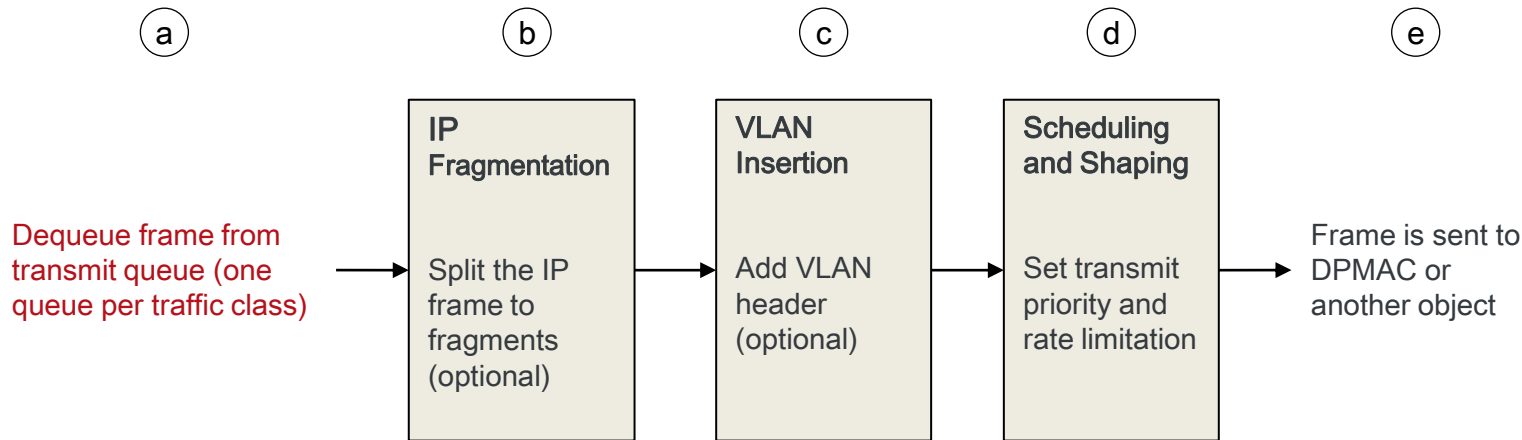 a
b
c
d
e
Dequeue frame from
transmit queue (one
queue per traffic class)
IP
Fragmentation
Split the IP
frame to
fragments
(optional)
VLAN
Insertion
Add VLAN
header
(optional)
Scheduling
and Shaping
Set transmit
priority and
rate limitation
Frame is sent to
DPMAC or
another object